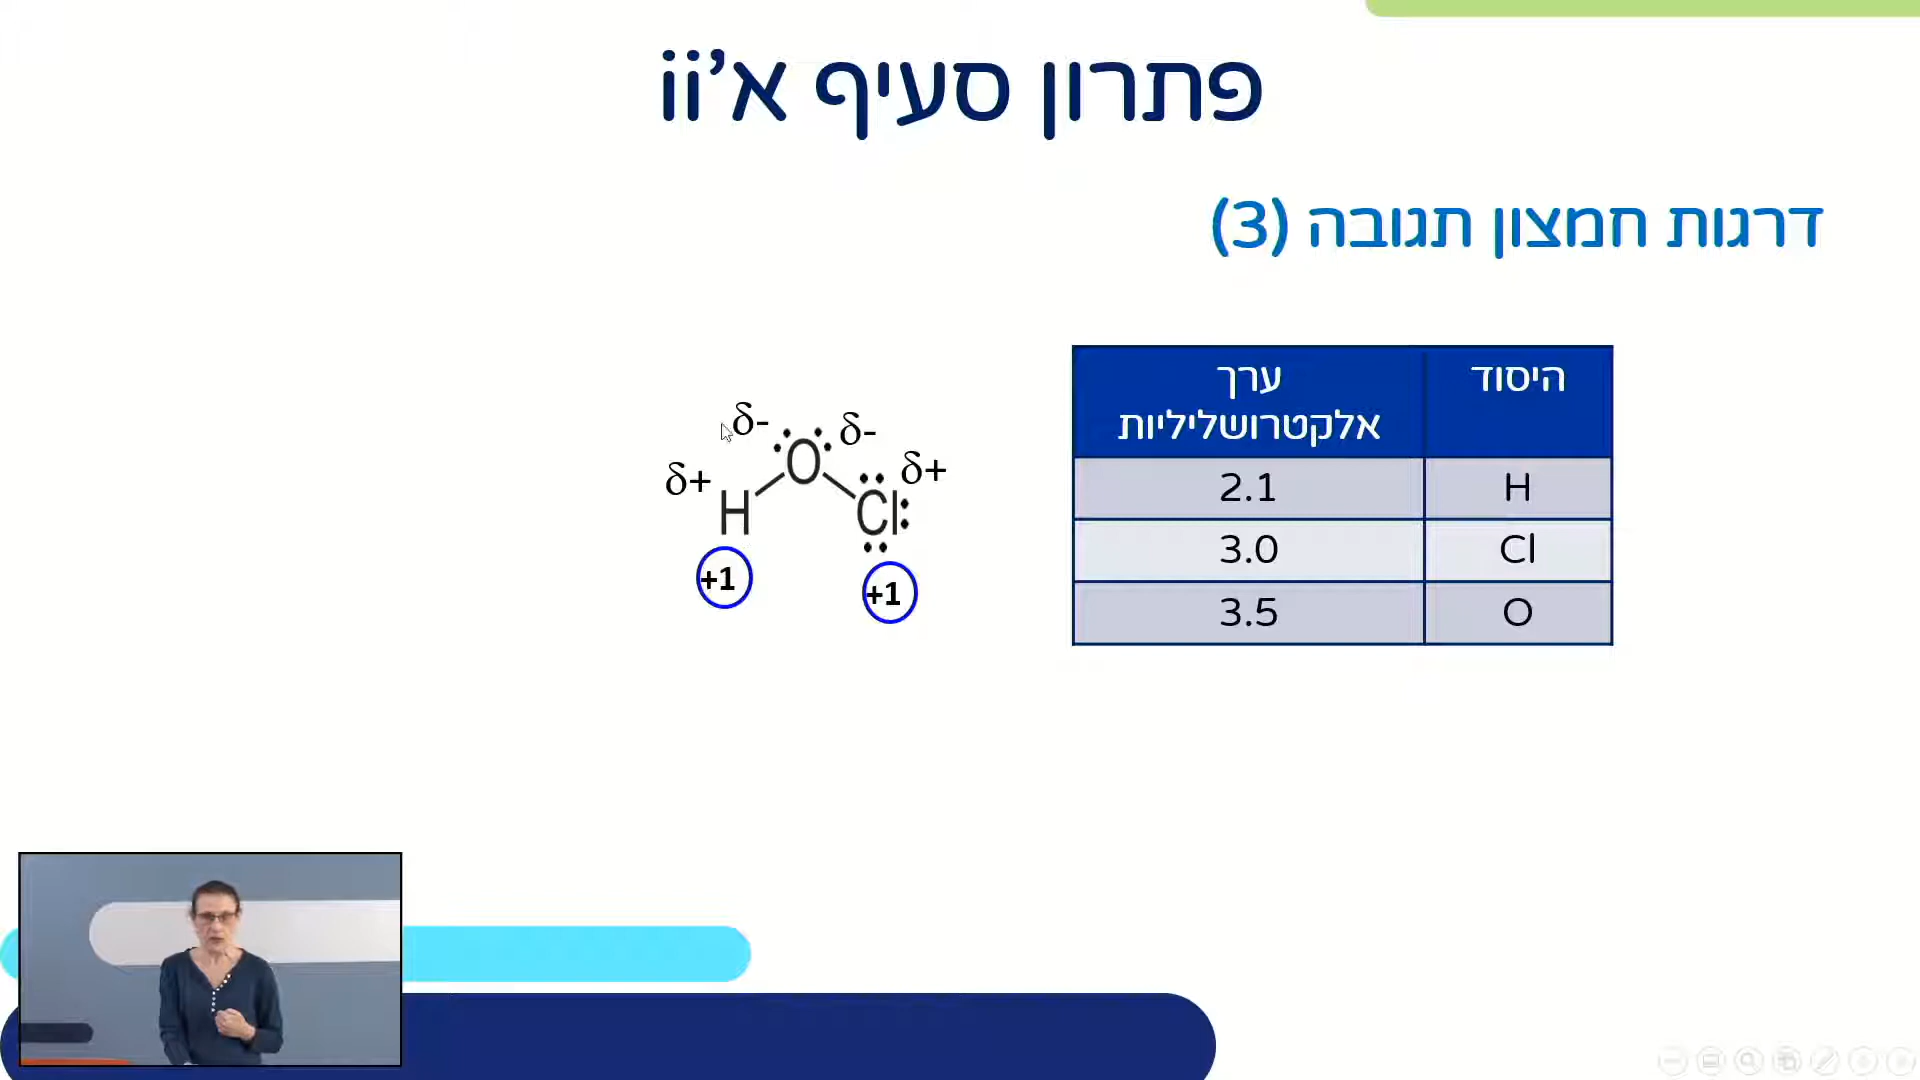 פתרון סעיף א'ii
דרגות חמצון תגובה (3)
היסוד ערך אלקטרושליליות
H 2.1
Cl 3.0
O 3.5
δ- δ-
δ+ O δ+
H Cl
+1 +1